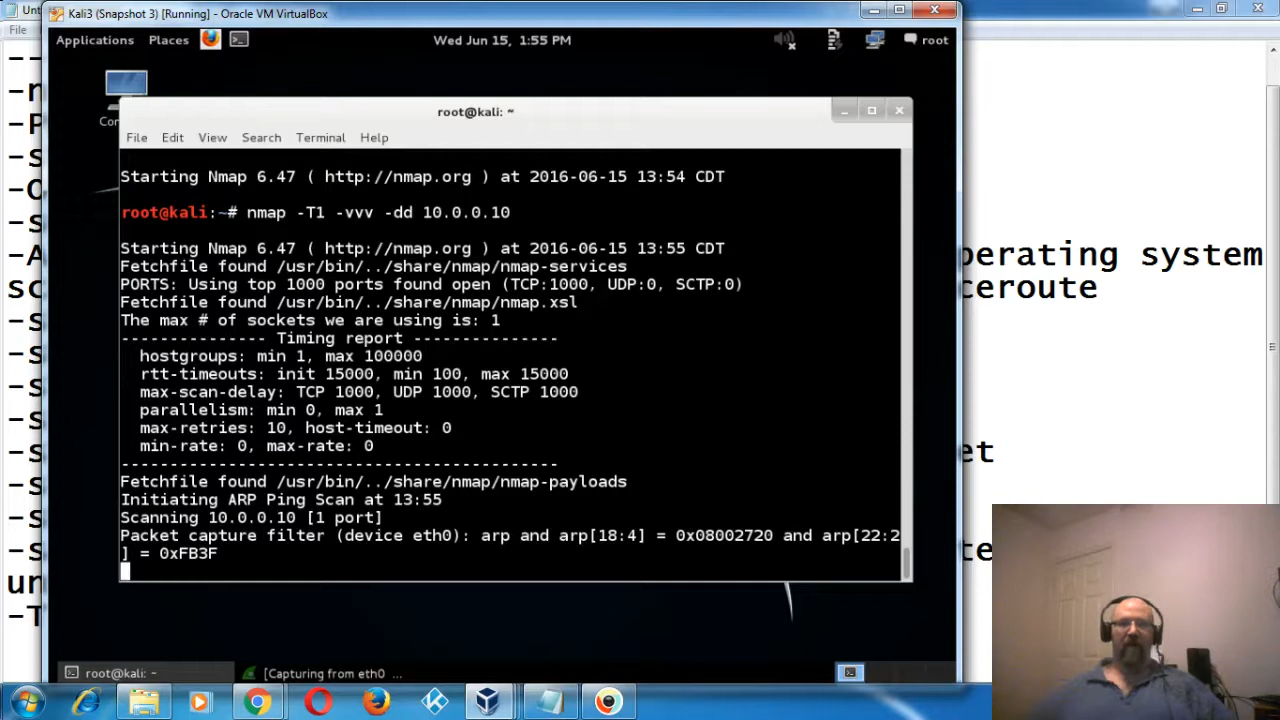 Unt
Kali3 (Snapshot 3) [Running] - Oracle VM VirtualBox
File
Applications Places Wed Jun 15, 1:55 PM root
root@kali: ~
File Edit View Search Terminal Help
Starting Nmap 6.47 ( http://nmap.org ) at 2016-06-15 13:54 CDT
root@kali:~# nmap -T1 -vvv -dd 10.0.0.10
Starting Nmap 6.47 ( http://nmap.org ) at 2016-06-15 13:55 CDT
Fetchfile found /usr/bin/../share/nmap/nmap-services
PORTS: Using top 1000 ports found open (TCP:1000, UDP:0, SCTP:0)
Fetchfile found /usr/bin/../share/nmap/nmap.xsl
The max # of sockets we are using is: 1
--------------- Timing report ---------------
hostgroups: min 1, max 100000
rtt-timeouts: init 15000, min 100, max 15000
max-scan-delay: TCP 1000, UDP 1000, SCTP 1000
parallelism: min 0, max 1
max-retries: 10, host-timeout: 0
min-rate: 0, max-rate: 0
---------------------------------------------
Fetchfile found /usr/bin/../share/nmap/nmap-payloads
Initiating ARP Ping Scan at 13:55
Scanning 10.0.0.10 [1 port]
Packet capture filter (device eth0): arp and arp[18:4] = 0x08002720 and arp[22:2
] = 0xFB3F
root@kali: ~ [Capturing from eth0 ...
Con
--
-n
-P
-s
-O
-s
-A perating system
sc ceroute
-s
-s
-s
-s et
-s
-s
-s te
un
-T